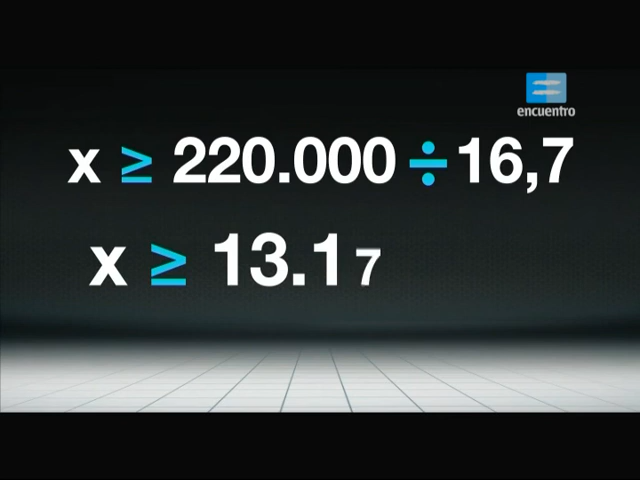 encuentro
x ≥ 220.000 ÷ 16,7
x ≥ 13.17